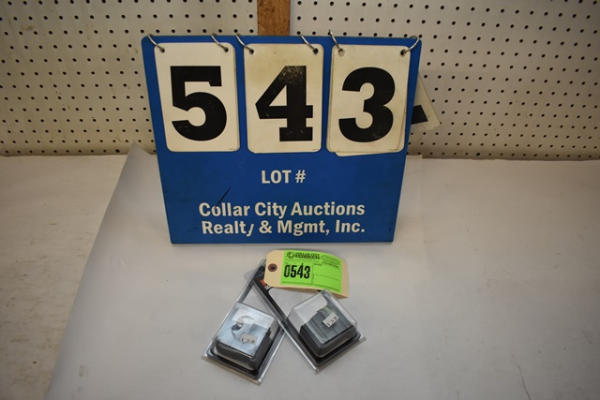 543
LOT #
Collar City Auctions
Realty & Mgmt, Inc.
0543